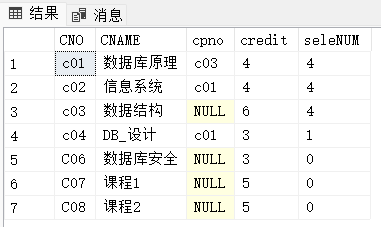 结果 消息
CNO CNAME cpno credit seleNUM
1 c01 数据库原理 c03 4 4
2 c02 信息系统 c01 4 4
3 c03 数据结构 NULL 6 4
4 c04 DB_设计 c01 3 1
5 C06 数据库安全 NULL 3 0
6 C07 课程1 NULL 5 0
7 C08 课程2 NULL 5 0